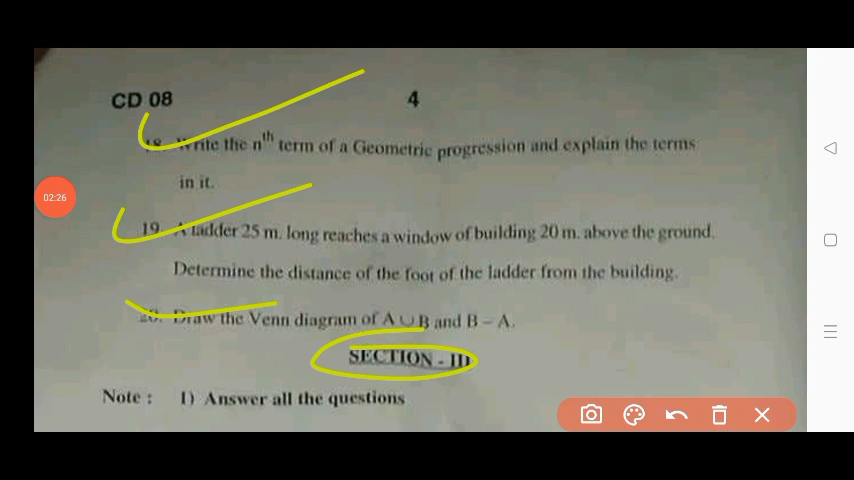 CD 08 4
18. Write the nth term of a Geometric progression and explain the terms
in it.
02:26
19. A ladder 25 m. long reaches a window of building 20 m. above the ground.
Determine the distance of the foot of the ladder from the building.
20. Draw the Venn diagram of A ∪ B and B – A.
SECTION - III
Note : 1) Answer all the questions